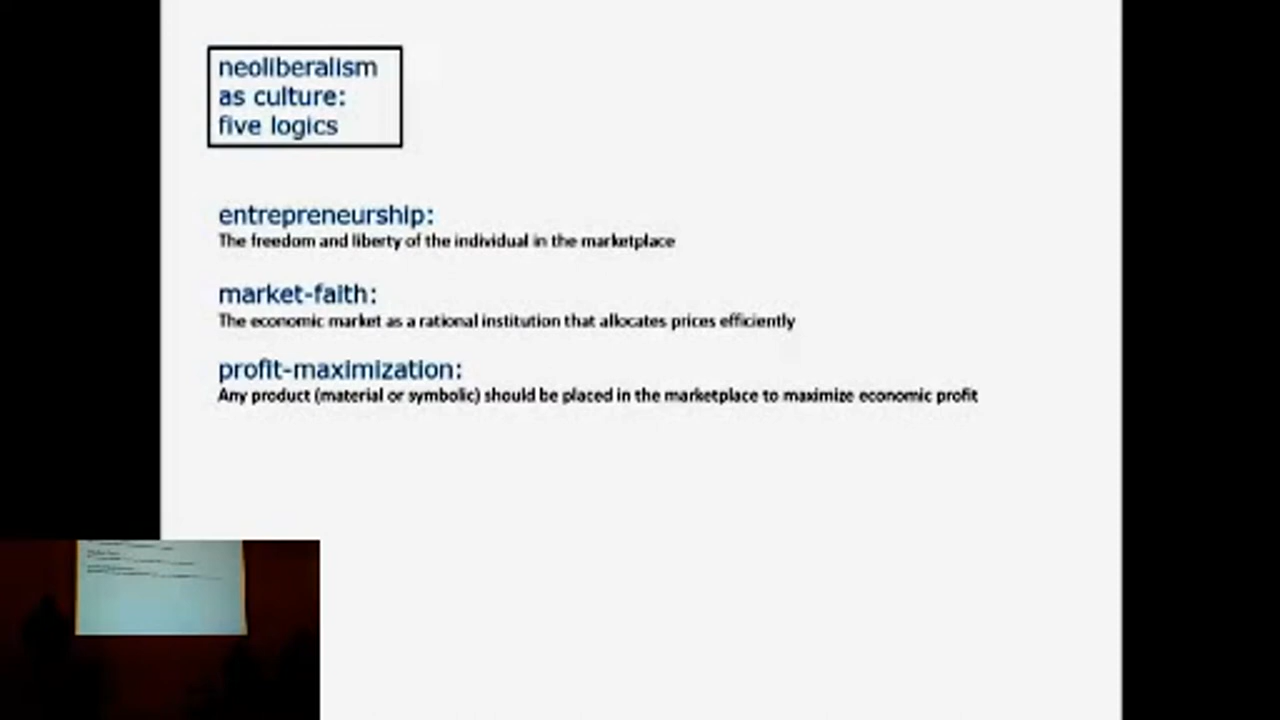 neoliberalism
as culture:
five logics
entrepreneurship:
The freedom and liberty of the individual in the marketplace
market-faith:
The economic market as a rational institution that allocates prices efficiently
profit-maximization:
Any product (material or symbolic) should be placed in the marketplace to maximize economic profit